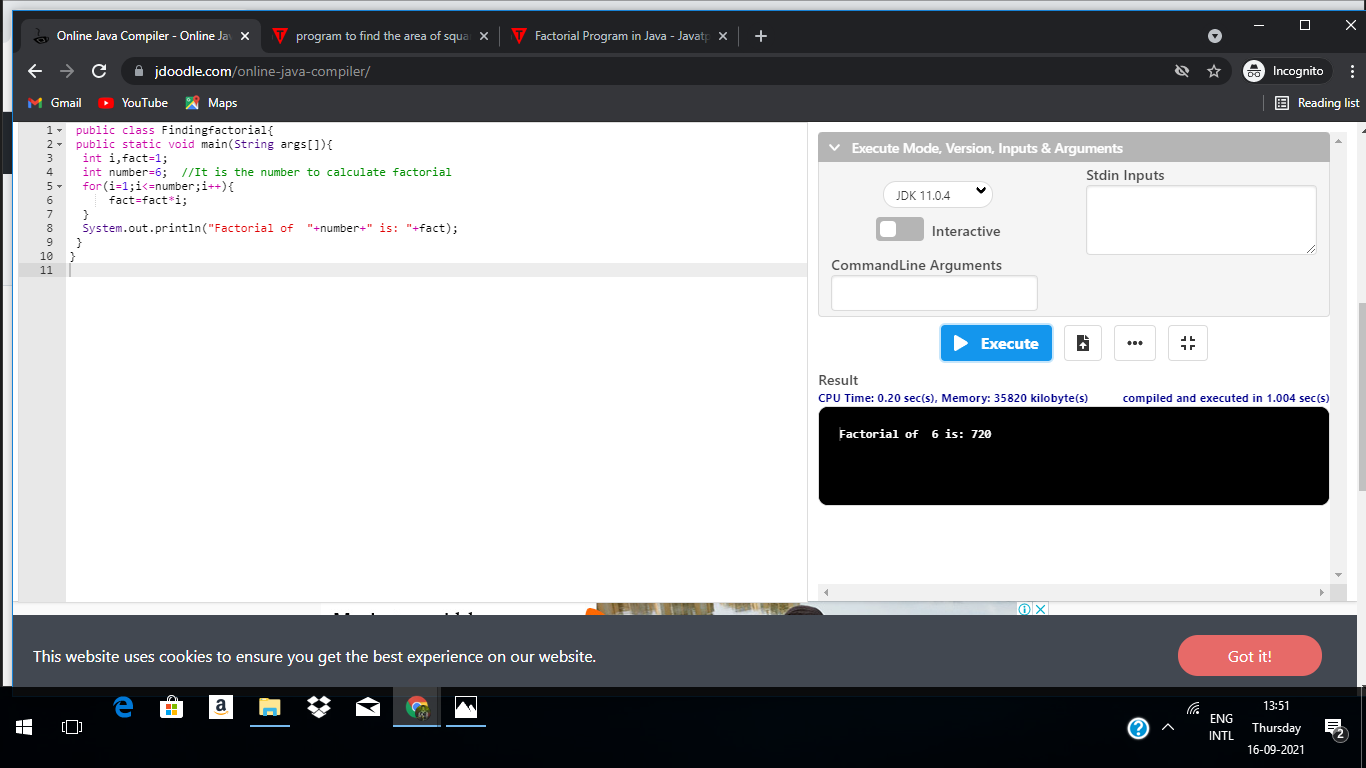 Online Java Compiler - Online Jav
program to find the area of squa
Factorial Program in Java - Javatp
jdoodle.com/online-java-compiler/
Incognito
Gmail
YouTube
Maps
Reading list
1 public class Findingfactorial{
2 public static void main(String args[]){
3 int i,fact=1;
4 int number=6; //It is the number to calculate factorial
5 for(i=1;i<=number;i++){
6 fact=fact*i;
7 }
8 System.out.println("Factorial of  "+number+" is: "+fact);
9 }
10 }
11
Execute Mode, Version, Inputs & Arguments
JDK 11.0.4
Stdin Inputs
Interactive
CommandLine Arguments
Execute
Result
CPU Time: 0.20 sec(s), Memory: 35820 kilobyte(s) compiled and executed in 1.004 sec(s)
Factorial of  6 is: 720
This website uses cookies to ensure you get the best experience on our website.
Got it!
ENG
INTL
13:51
Thursday
16-09-2021
2